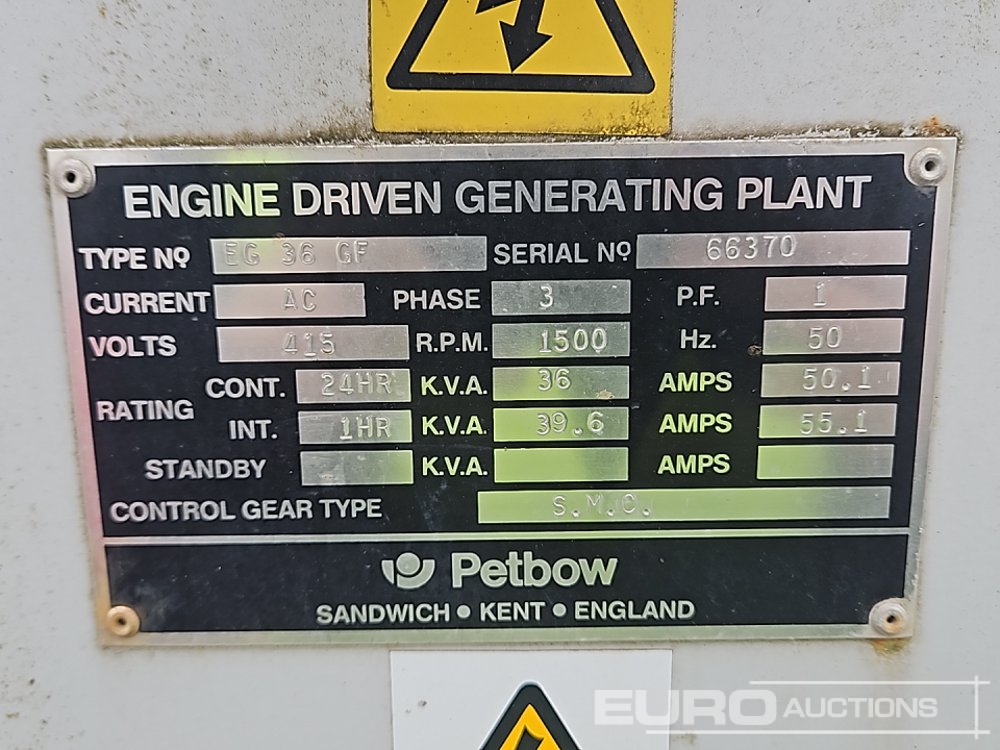 ENGINE DRIVEN GENERATING PLANT
TYPE Nº EG 36 GF SERIAL Nº 66370
CURRENT AC PHASE 3 P.F. 1
VOLTS 415 R.P.M. 1500 Hz. 50
RATING CONT. 24HR K.V.A. 36 AMPS 50.1
INT. 1HR K.V.A. 39.6 AMPS 55.1
STANDBY K.V.A. AMPS
CONTROL GEAR TYPE S.M.C.
Petbow
SANDWICH • KENT • ENGLAND
EURO AUCTIONS